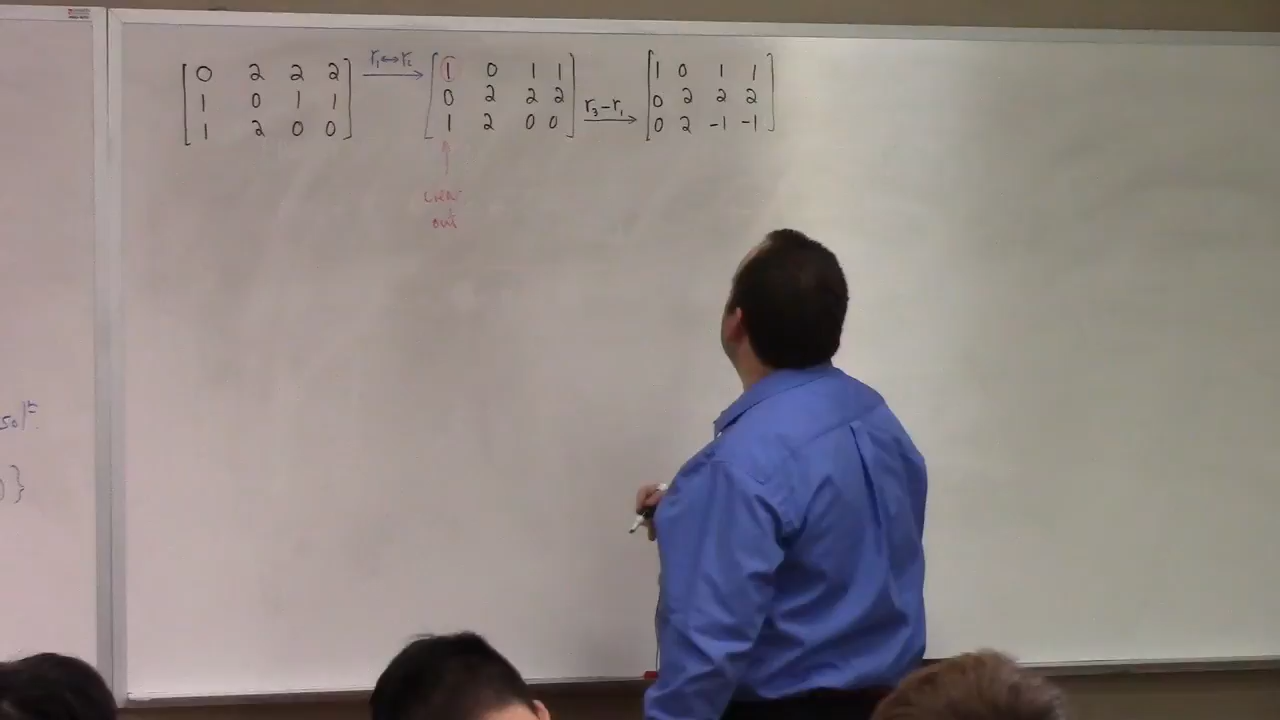 0 2 2 2 r₁↔r₂ 1 0 1 1 1 0 1 1
1 0 1 1 0 2 2 2 r₃-r₁ 0 2 2 2
1 2 0 0 1 2 0 0 0 2 -1 -1
clear
out